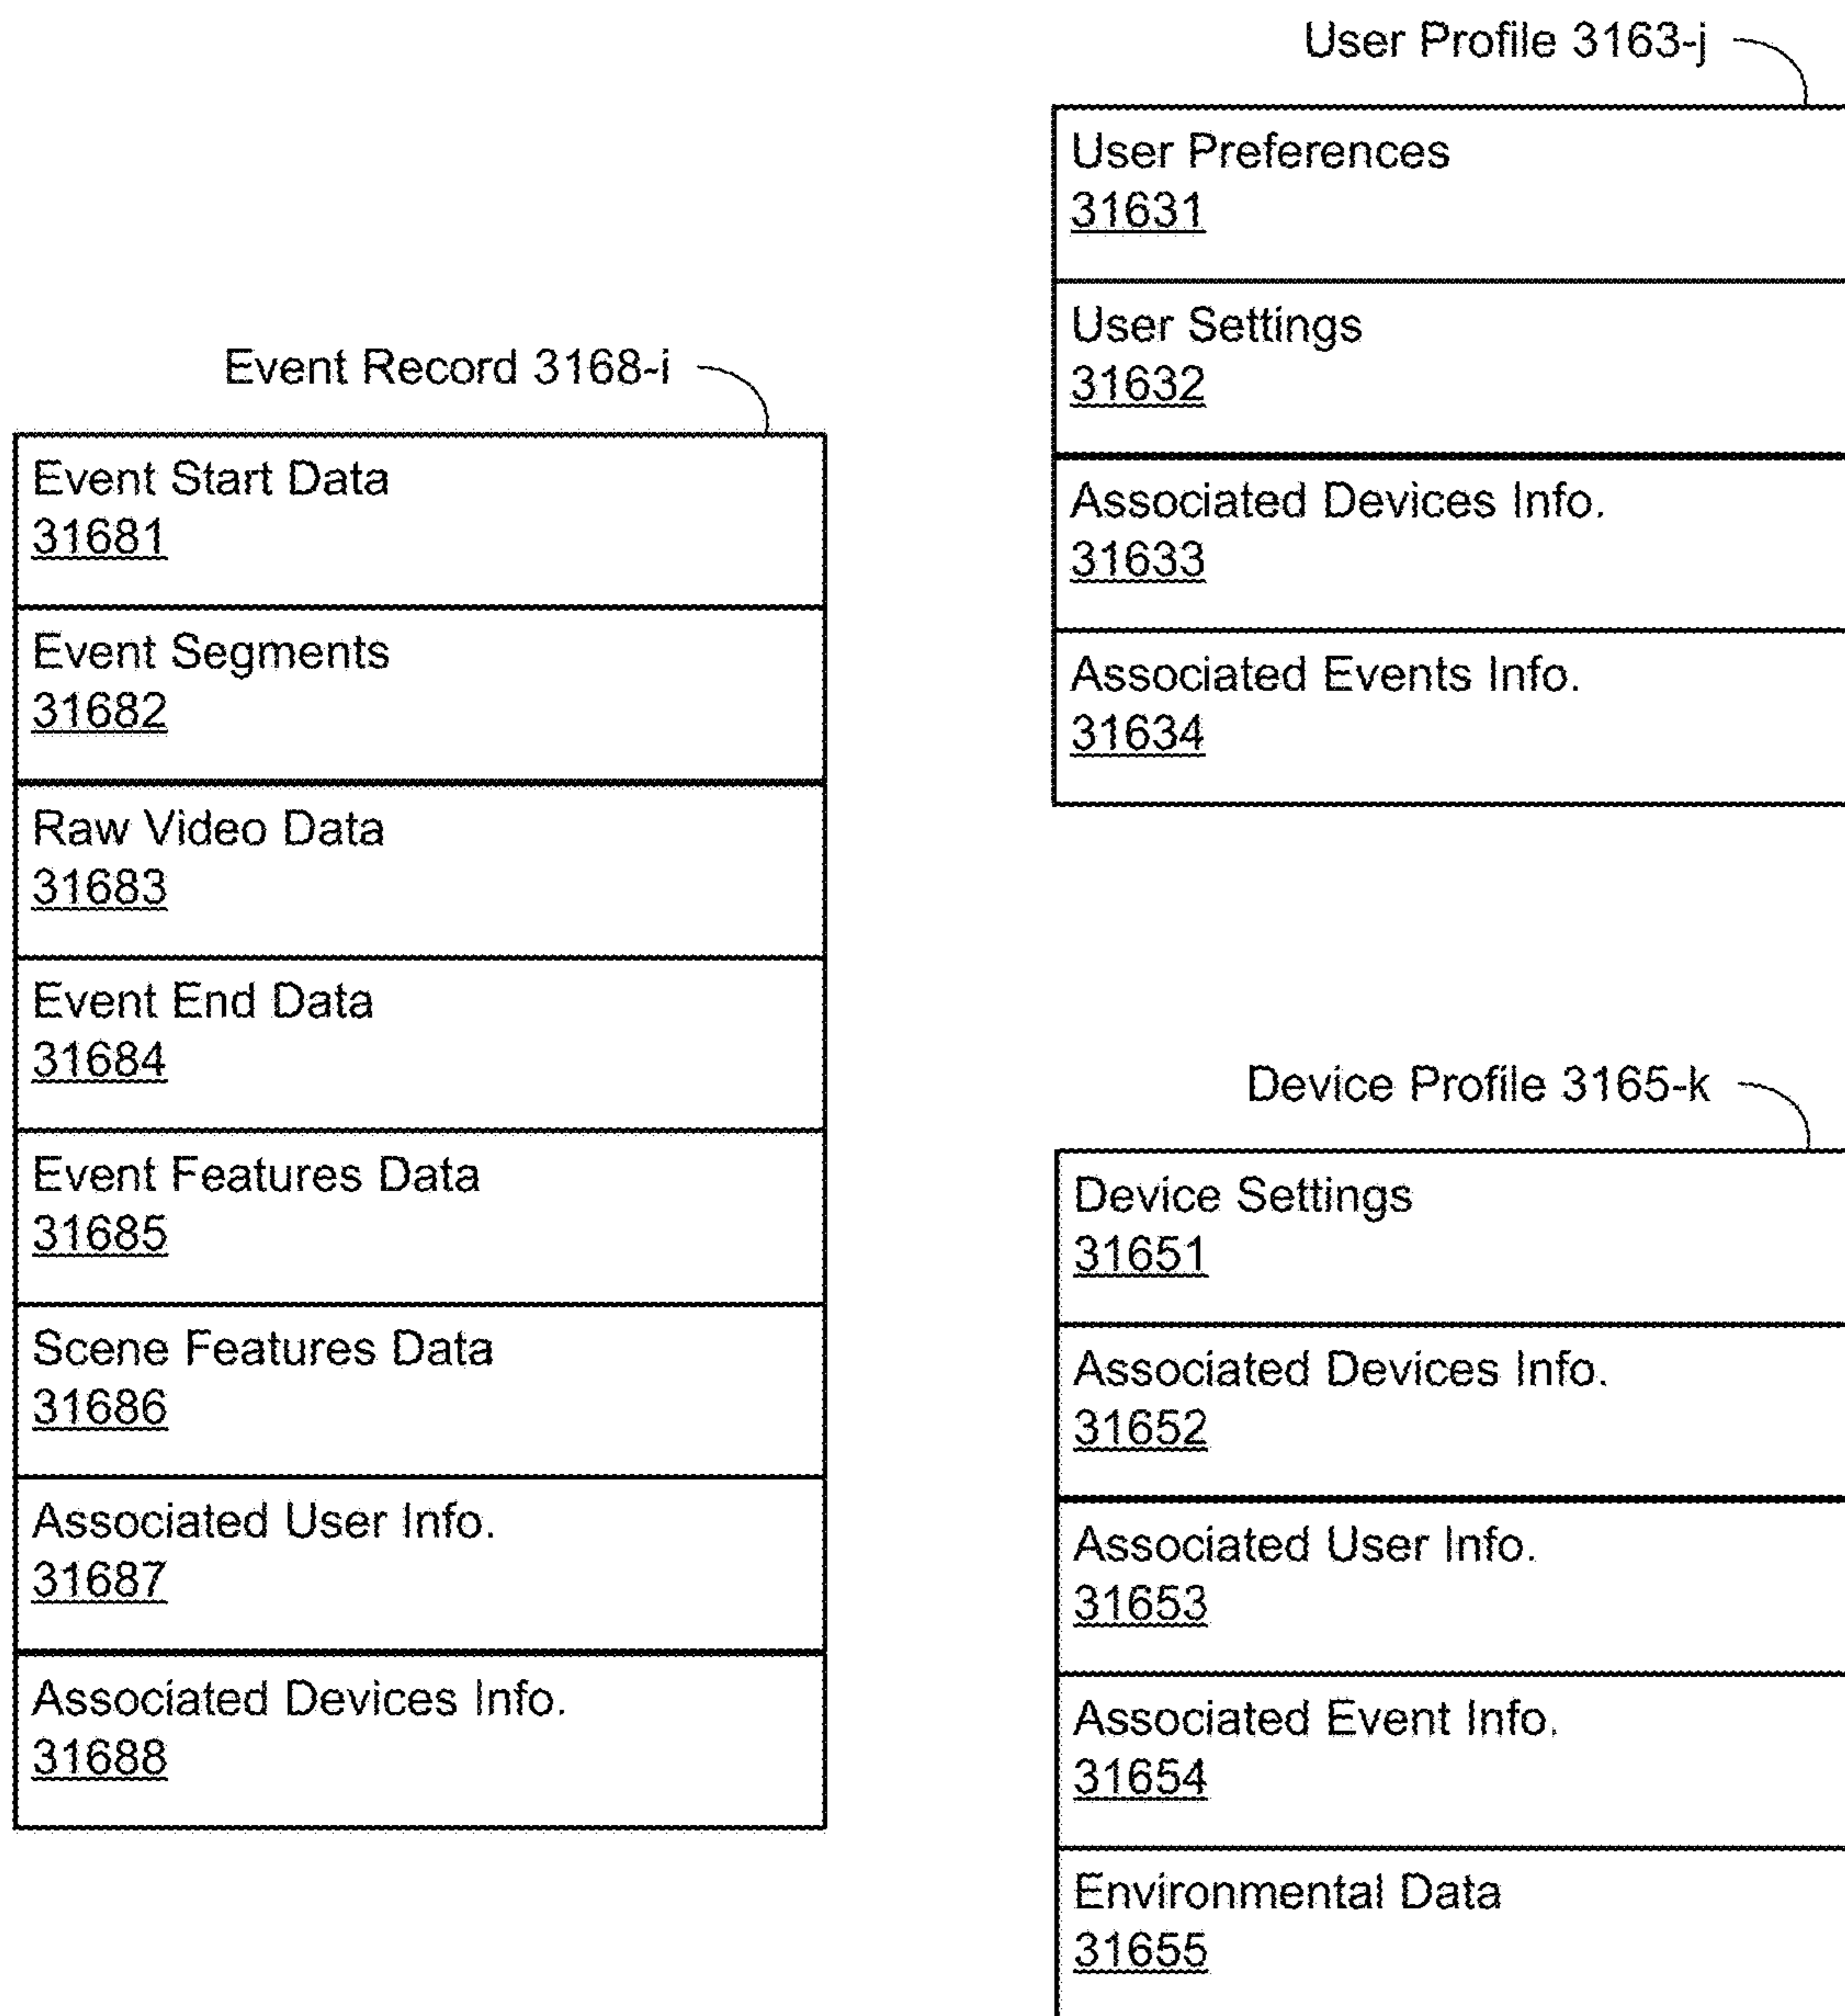 Event Record 3168-i
Event Start Data
31681
Event Segments
31682
Raw Video Data
31683
Event End Data
31684
Event Features Data
31685
Scene Features Data
31686
Associated User Info.
31687
Associated Devices Info.
31688
User Profile 3163-j
User Preferences
31631
User Settings
31632
Associated Devices Info.
31633
Associated Events Info.
31634
Device Profile 3165-k
Device Settings
31651
Associated Devices Info.
31652
Associated User Info.
31653
Associated Event Info.
31654
Environmental Data
31655